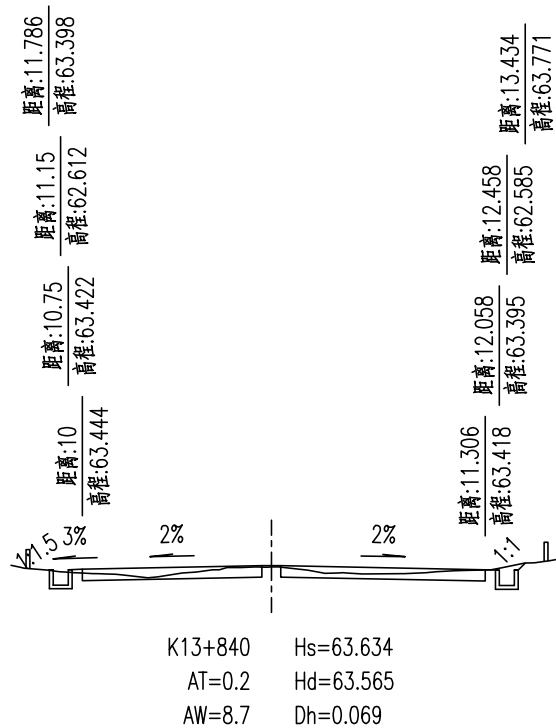 距离:11.786
高程:63.398
距离:11.15
高程:62.612
距离:10.75
高程:63.422
距离:10
高程:63.444
距离:13.434
高程:63.771
距离:12.458
高程:62.585
距离:12.058
高程:63.395
距离:11.306
高程:63.418
1:1.5 3% 2% 2% 1:1
K13+840 Hs=63.634
AT=0.2 Hd=63.565
AW=8.7 Dh=0.069